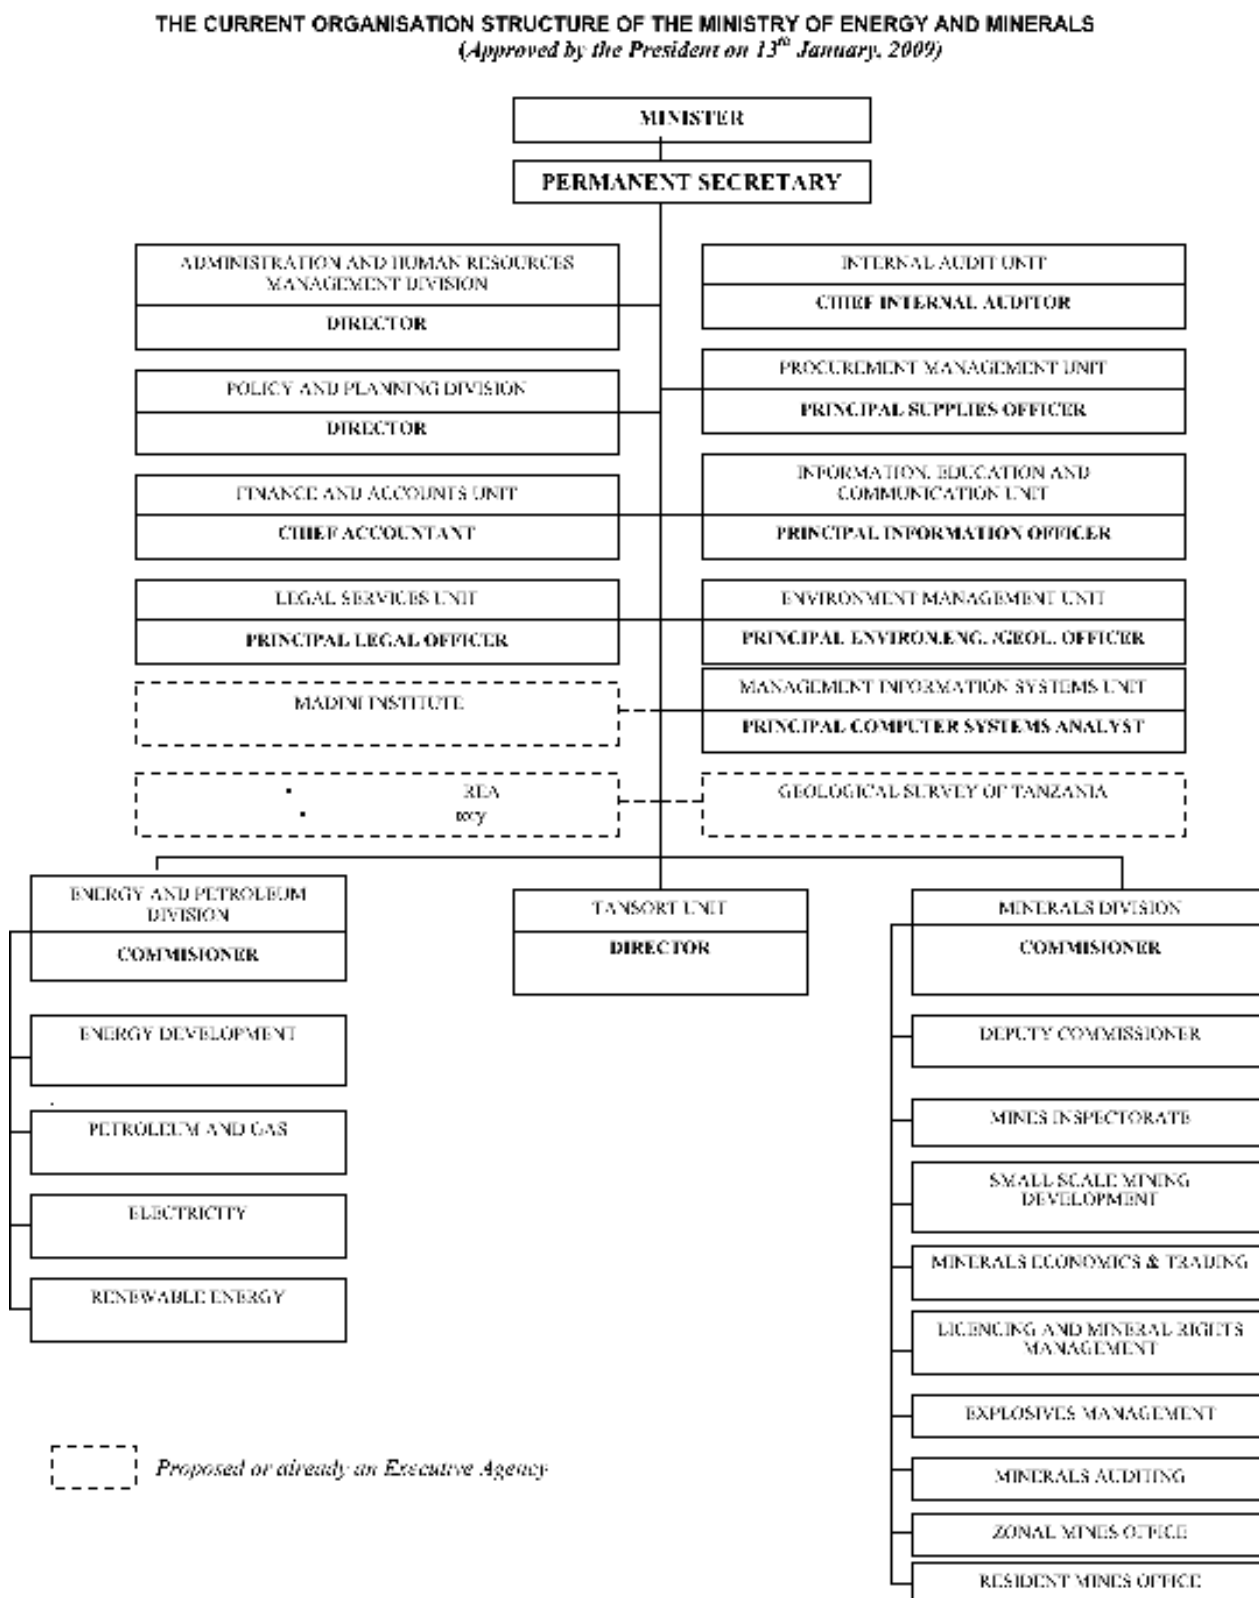 THE CURRENT ORGANISATION STRUCTURE OF THE MINISTRY OF ENERGY AND MINERALS
(Approved by the President on 13th January, 2009)
MINISTER
PERMANENT SECRETARY
ADMINISTRATION AND HUMAN RESOURCES
MANAGEMENT DIVISION
DIRECTOR
INTERNAL AUDIT UNIT
CHIEF INTERNAL AUDITOR
POLICY AND PLANNING DIVISION
DIRECTOR
PROCUREMENT MANAGEMENT UNIT
PRINCIPAL SUPPLIES OFFICER
FINANCE AND ACCOUNTS UNIT
CHIEF ACCOUNTANT
INFORMATION, EDUCATION AND
COMMUNICATION UNIT
PRINCIPAL INFORMATION OFFICER
LEGAL SERVICES UNIT
PRINCIPAL LEGAL OFFICER
ENVIRONMENT MANAGEMENT UNIT
PRINCIPAL ENVIRON.ENG. /GEOL. OFFICER
MADINI INSTITUTE
MANAGEMENT INFORMATION SYSTEMS UNIT
PRINCIPAL COMPUTER SYSTEMS ANALYST
• REA
•
GEOLOGICAL SURVEY OF TANZANIA
ENERGY AND PETROLEUM
DIVISION
COMMISIONER
TANSORT UNIT
DIRECTOR
MINERALS DIVISION
COMMISIONER
ENERGY DEVELOPMENT
PETROLEUM AND GAS
ELECTRICITY
RENEWABLE ENERGY
DEPUTY COMMISSIONER
MINES INSPECTORATE
SMALL SCALE MINING
DEVELOPMENT
MINERALS ECONOMICS & TRADING
LICENCING AND MINERAL RIGHTS
MANAGEMENT
EXPLOSIVES MANAGEMENT
MINERALS AUDITING
ZONAL MINES OFFICE
RESIDENT MINES OFFICE
Proposed or already an Executive Agency